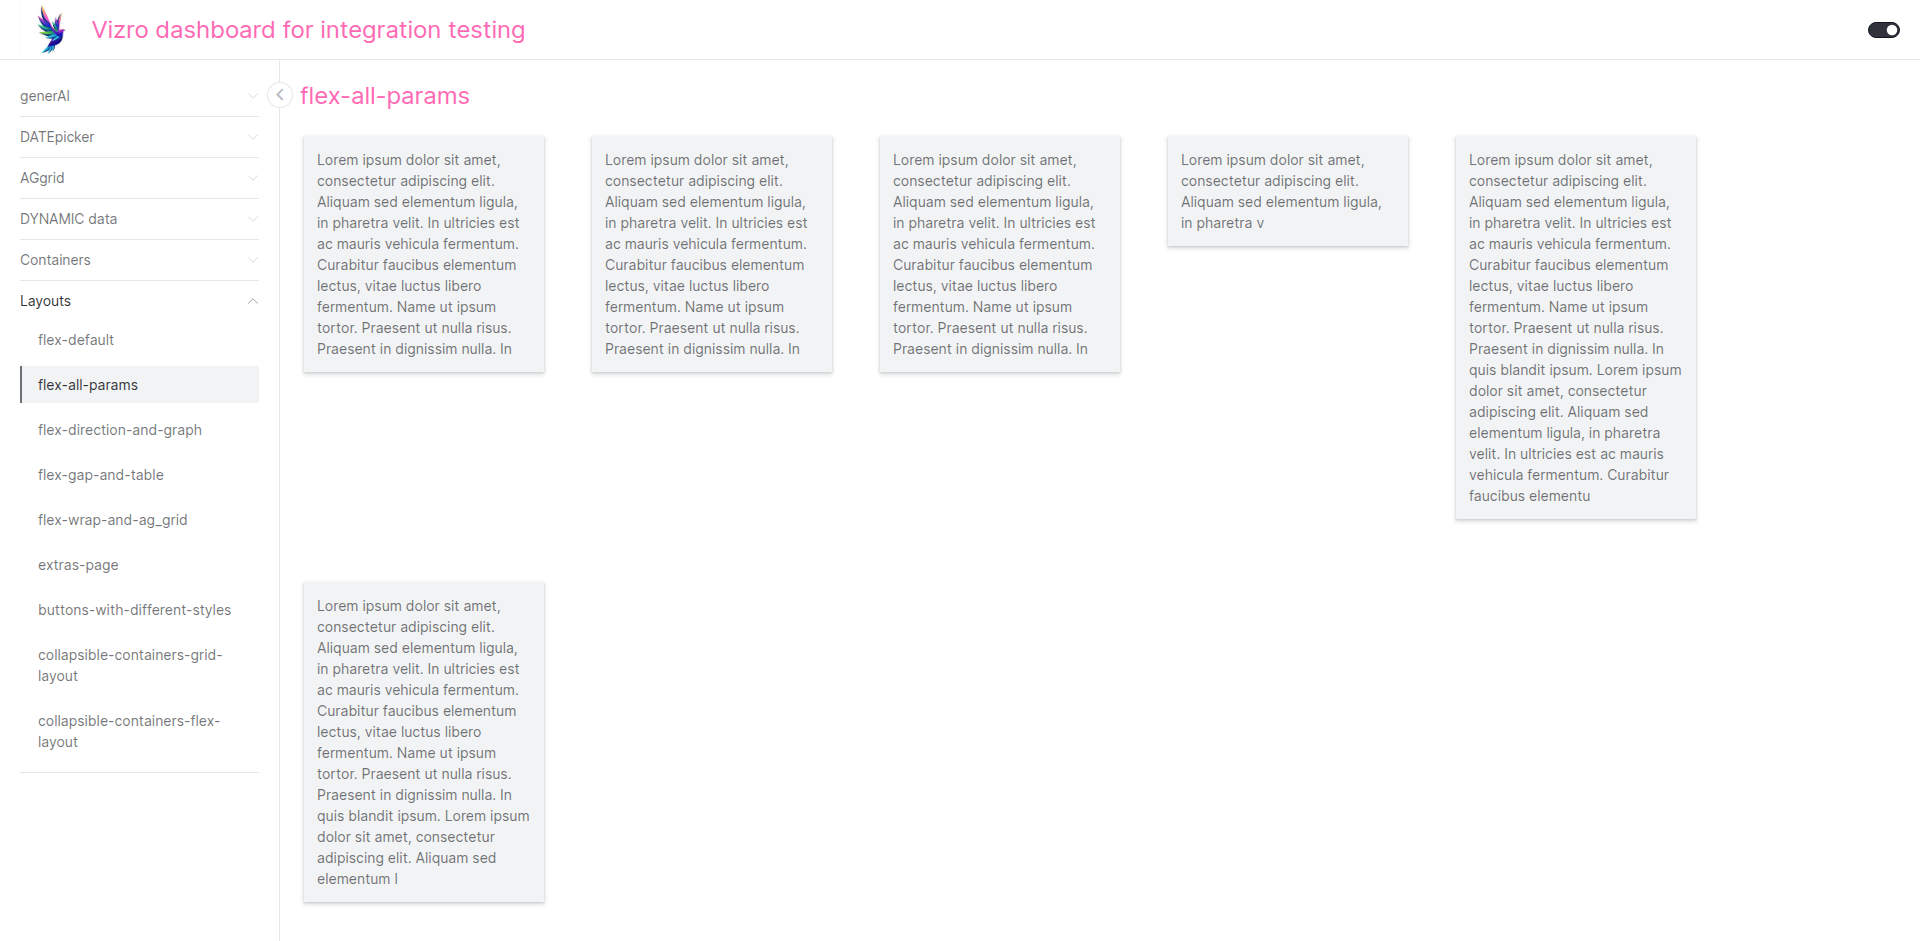 Vizro dashboard for integration testing
generAI
DATEpicker
AGgrid
DYNAMIC data
Containers
Layouts
flex-default
flex-all-params
flex-direction-and-graph
flex-gap-and-table
flex-wrap-and-ag_grid
extras-page
buttons-with-different-styles
collapsible-containers-grid-
layout
collapsible-containers-flex-
layout
flex-all-params
Lorem ipsum dolor sit amet,
consectetur adipiscing elit.
Aliquam sed elementum ligula,
in pharetra velit. In ultricies est
ac mauris vehicula fermentum.
Curabitur faucibus elementum
lectus, vitae luctus libero
fermentum. Name ut ipsum
tortor. Praesent ut nulla risus.
Praesent in dignissim nulla. In
Lorem ipsum dolor sit amet,
consectetur adipiscing elit.
Aliquam sed elementum ligula,
in pharetra velit. In ultricies est
ac mauris vehicula fermentum.
Curabitur faucibus elementum
lectus, vitae luctus libero
fermentum. Name ut ipsum
tortor. Praesent ut nulla risus.
Praesent in dignissim nulla. In
Lorem ipsum dolor sit amet,
consectetur adipiscing elit.
Aliquam sed elementum ligula,
in pharetra velit. In ultricies est
ac mauris vehicula fermentum.
Curabitur faucibus elementum
lectus, vitae luctus libero
fermentum. Name ut ipsum
tortor. Praesent ut nulla risus.
Praesent in dignissim nulla. In
Lorem ipsum dolor sit amet,
consectetur adipiscing elit.
Aliquam sed elementum ligula,
in pharetra v
Lorem ipsum dolor sit amet,
consectetur adipiscing elit.
Aliquam sed elementum ligula,
in pharetra velit. In ultricies est
ac mauris vehicula fermentum.
Curabitur faucibus elementum
lectus, vitae luctus libero
fermentum. Name ut ipsum
tortor. Praesent ut nulla risus.
Praesent in dignissim nulla. In
quis blandit ipsum. Lorem ipsum
dolor sit amet, consectetur
adipiscing elit. Aliquam sed
elementum ligula, in pharetra
velit. In ultricies est ac mauris
vehicula fermentum. Curabitur
faucibus elementu
Lorem ipsum dolor sit amet,
consectetur adipiscing elit.
Aliquam sed elementum ligula,
in pharetra velit. In ultricies est
ac mauris vehicula fermentum.
Curabitur faucibus elementum
lectus, vitae luctus libero
fermentum. Name ut ipsum
tortor. Praesent ut nulla risus.
Praesent in dignissim nulla. In
quis blandit ipsum. Lorem ipsum
dolor sit amet, consectetur
adipiscing elit. Aliquam sed
elementum l